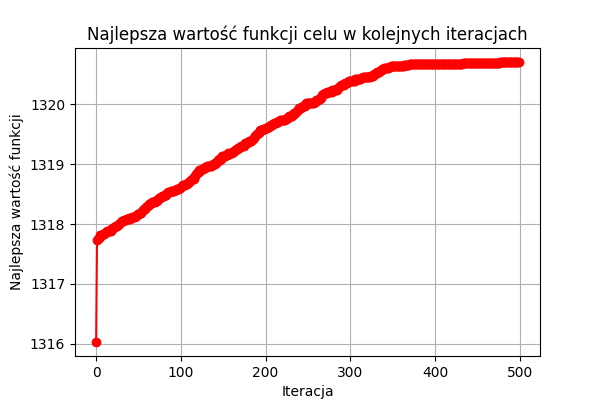 Najlepsza wartość funkcji celu w kolejnych iteracjach
Najlepsza wartość funkcji
1320
1319
1318
1317
1316
0 100 200 300 400 500
Iteracja